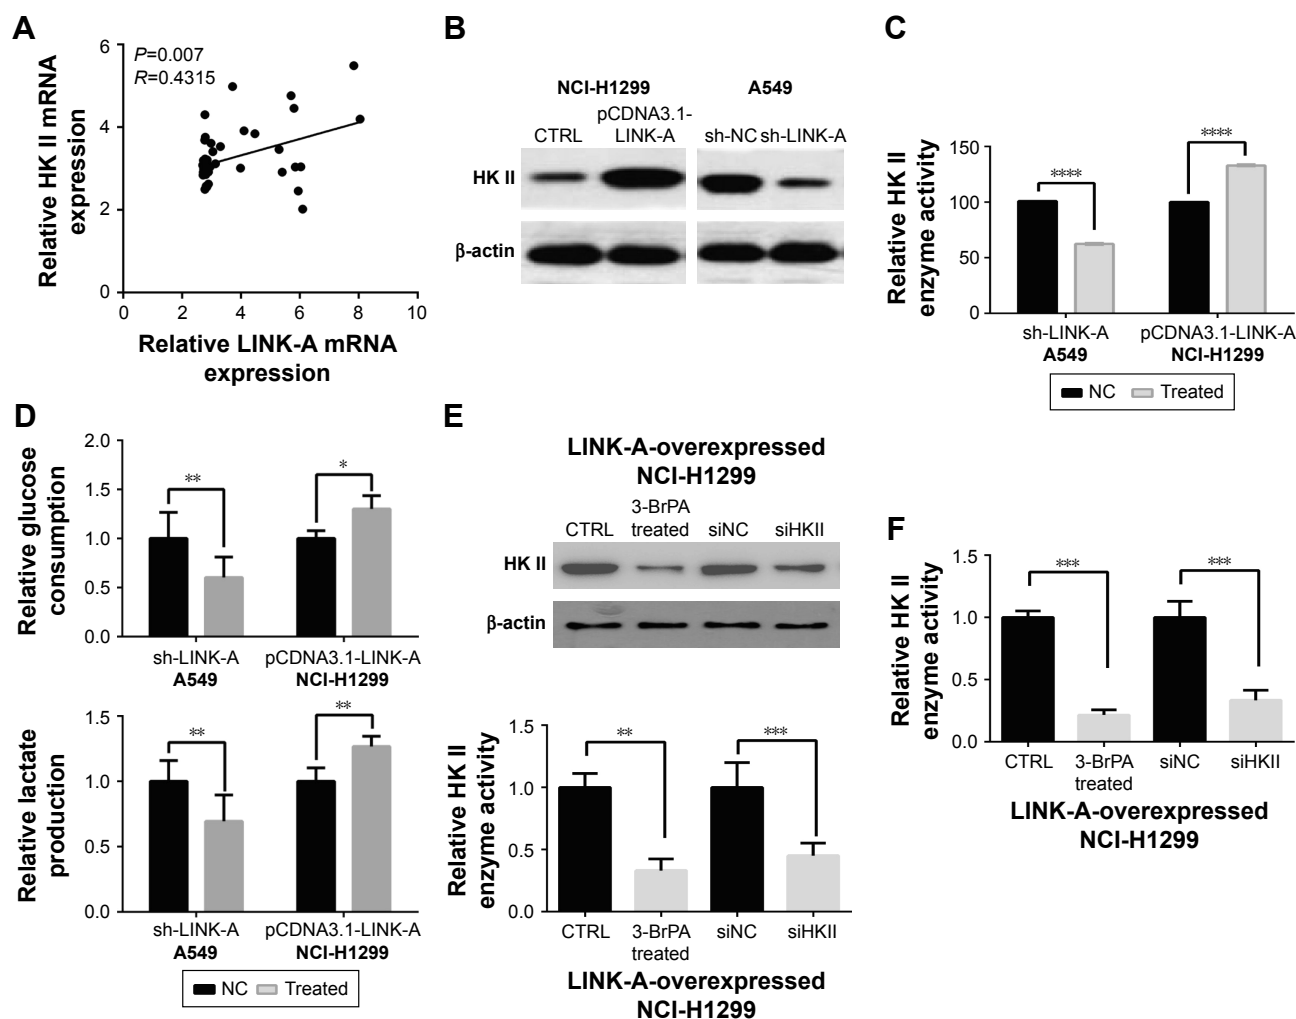 A
Relative HK II mRNA
expression
6
4
2
0
P=0.007
R=0.4315
0 2 4 6 8 10
Relative LINK-A mRNA
expression
B
NCI-H1299 A549
CTRL pCDNA3.1-
LINK-A sh-NC sh-LINK-A
HK II
β-actin
C
Relative HK II
enzyme activity
150
100
50
0
**** ****
sh-LINK-A pCDNA3.1-LINK-A
A549 NCI-H1299
NC Treated
D
Relative glucose
consumption
2.0
1.5
1.0
0.5
0.0
** *
sh-LINK-A pCDNA3.1-LINK-A
A549 NCI-H1299
Relative lactate
production
1.5
1.0
0.5
0.0
** **
sh-LINK-A pCDNA3.1-LINK-A
A549 NCI-H1299
NC Treated
E
LINK-A-overexpressed
NCI-H1299
CTRL 3-BrPA
treated siNC siHKII
HK II
β-actin
Relative HK II
enzyme activity
1.5
1.0
0.5
0.0
** ***
CTRL 3-BrPA siNC siHKII
treated
LINK-A-overexpressed
NCI-H1299
F
Relative HK II
enzyme activity
1.5
1.0
0.5
0.0
*** ***
CTRL 3-BrPA siNC siHKII
treated
LINK-A-overexpressed
NCI-H1299